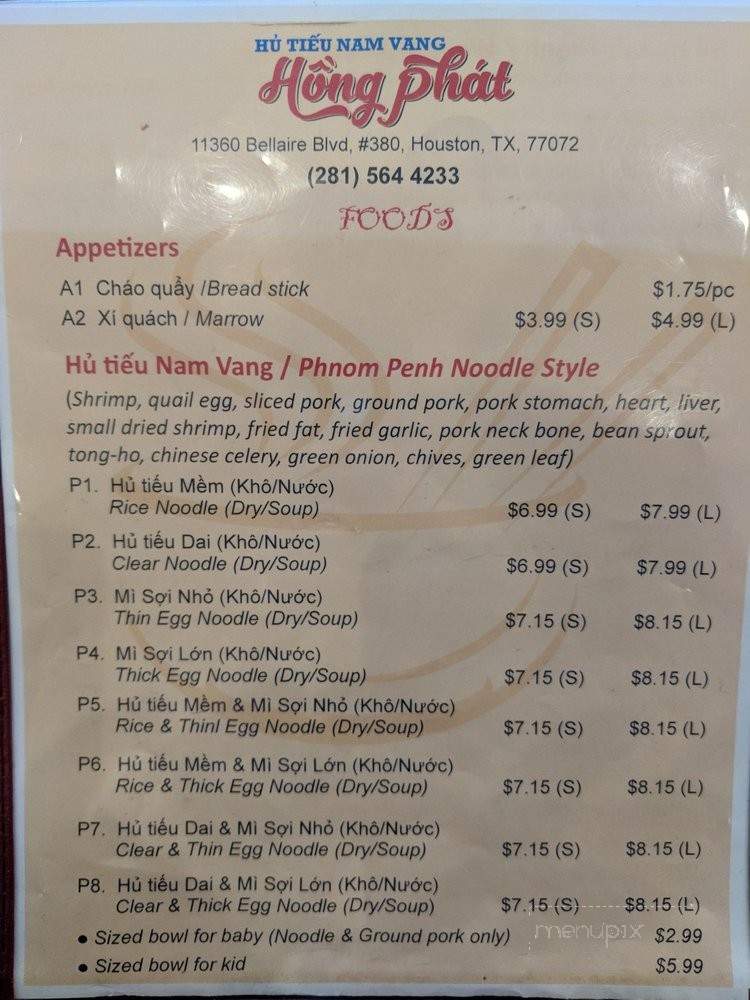 HỦ TIẾU NAM VANG
Hồng Phát
11360 Bellaire Blvd, #380, Houston, TX, 77072
(281) 564 4233
FOODS
Appetizers
A1 Cháo quẩy /Bread stick $1.75/pc
A2 Xí quách / Marrow $3.99 (S) $4.99 (L)
Hủ tiếu Nam Vang / Phnom Penh Noodle Style
(Shrimp, quail egg, sliced pork, ground pork, pork stomach, heart, liver,
small dried shrimp, fried fat, fried garlic, pork neck bone, bean sprout,
tong-ho, chinese celery, green onion, chives, green leaf)
P1. Hủ tiếu Mềm (Khô/Nước)
Rice Noodle (Dry/Soup) $6.99 (S) $7.99 (L)
P2. Hủ tiếu Dai (Khô/Nước)
Clear Noodle (Dry/Soup) $6.99 (S) $7.99 (L)
P3. Mì Sợi Nhỏ (Khô/Nước)
Thin Egg Noodle (Dry/Soup) $7.15 (S) $8.15 (L)
P4. Mì Sợi Lớn (Khô/Nước)
Thick Egg Noodle (Dry/Soup) $7.15 (S) $8.15 (L)
P5. Hủ tiếu Mềm & Mì Sợi Nhỏ (Khô/Nước)
Rice & Thinl Egg Noodle (Dry/Soup) $7.15 (S) $8.15 (L)
P6. Hủ tiếu Mềm & Mì Sợi Lớn (Khô/Nước)
Rice & Thick Egg Noodle (Dry/Soup) $7.15 (S) $8.15 (L)
P7. Hủ tiếu Dai & Mì Sợi Nhỏ (Khô/Nước)
Clear & Thin Egg Noodle (Dry/Soup) $7.15 (S) $8.15 (L)
P8. Hủ tiếu Dai & Mì Sợi Lớn (Khô/Nước)
Clear & Thick Egg Noodle (Dry/Soup) $7.15 (S) $8.15 (L)
• Sized bowl for baby (Noodle & Ground pork only) $2.99
• Sized bowl for kid $5.99
menupix